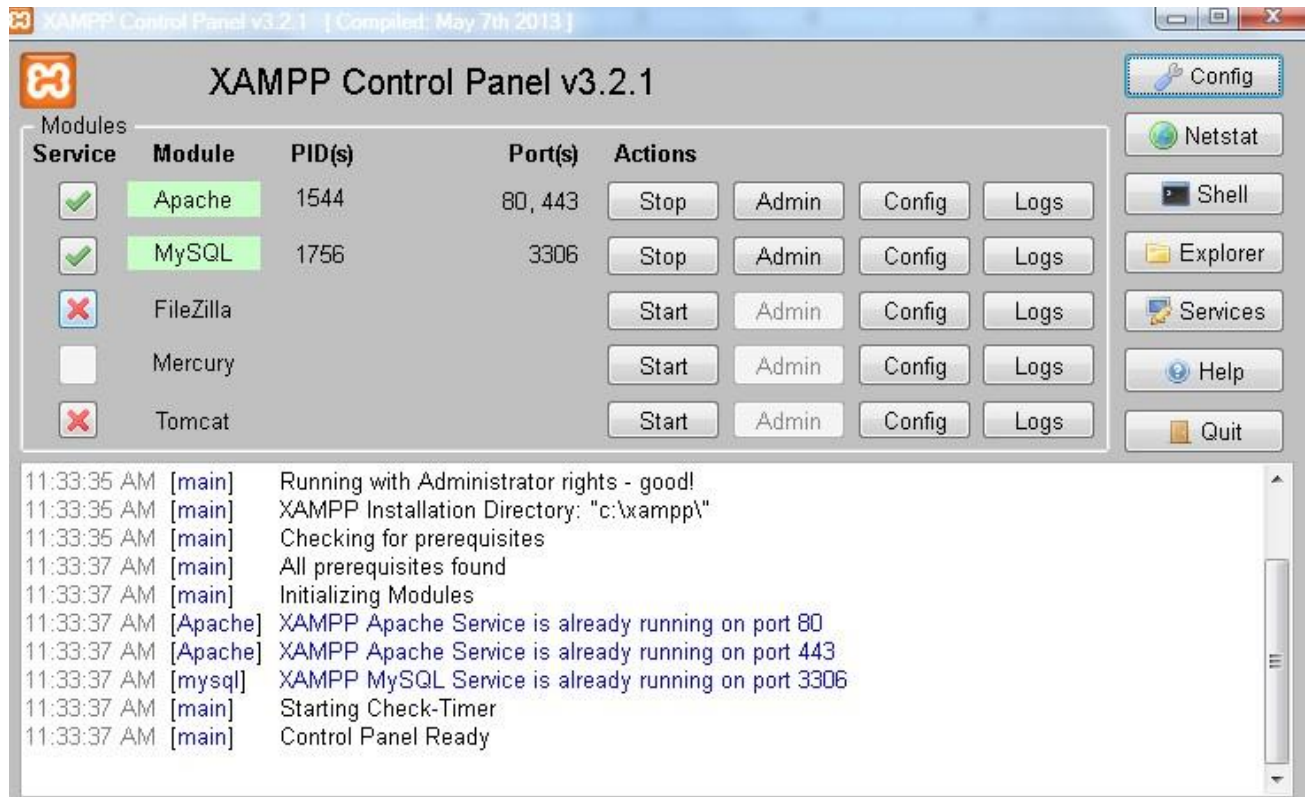 XAMPP Control Panel v3.2.1 [ Compiled: May 7th 2013 ]
XAMPP Control Panel v3.2.1
Config
Modules
Netstat
Service Module PID(s) Port(s) Actions
Apache 1544 80, 443 Stop Admin Config Logs
Shell
MySQL 1756 3306 Stop Admin Config Logs
Explorer
FileZilla Start Admin Config Logs
Services
Mercury Start Admin Config Logs
Help
Tomcat Start Admin Config Logs
Quit
11:33:35 AM [main] Running with Administrator rights - good!
11:33:35 AM [main] XAMPP Installation Directory: "c:\xampp\"
11:33:35 AM [main] Checking for prerequisites
11:33:37 AM [main] All prerequisites found
11:33:37 AM [main] Initializing Modules
11:33:37 AM [Apache] XAMPP Apache Service is already running on port 80
11:33:37 AM [Apache] XAMPP Apache Service is already running on port 443
11:33:37 AM [mysql] XAMPP MySQL Service is already running on port 3306
11:33:37 AM [main] Starting Check-Timer
11:33:37 AM [main] Control Panel Ready